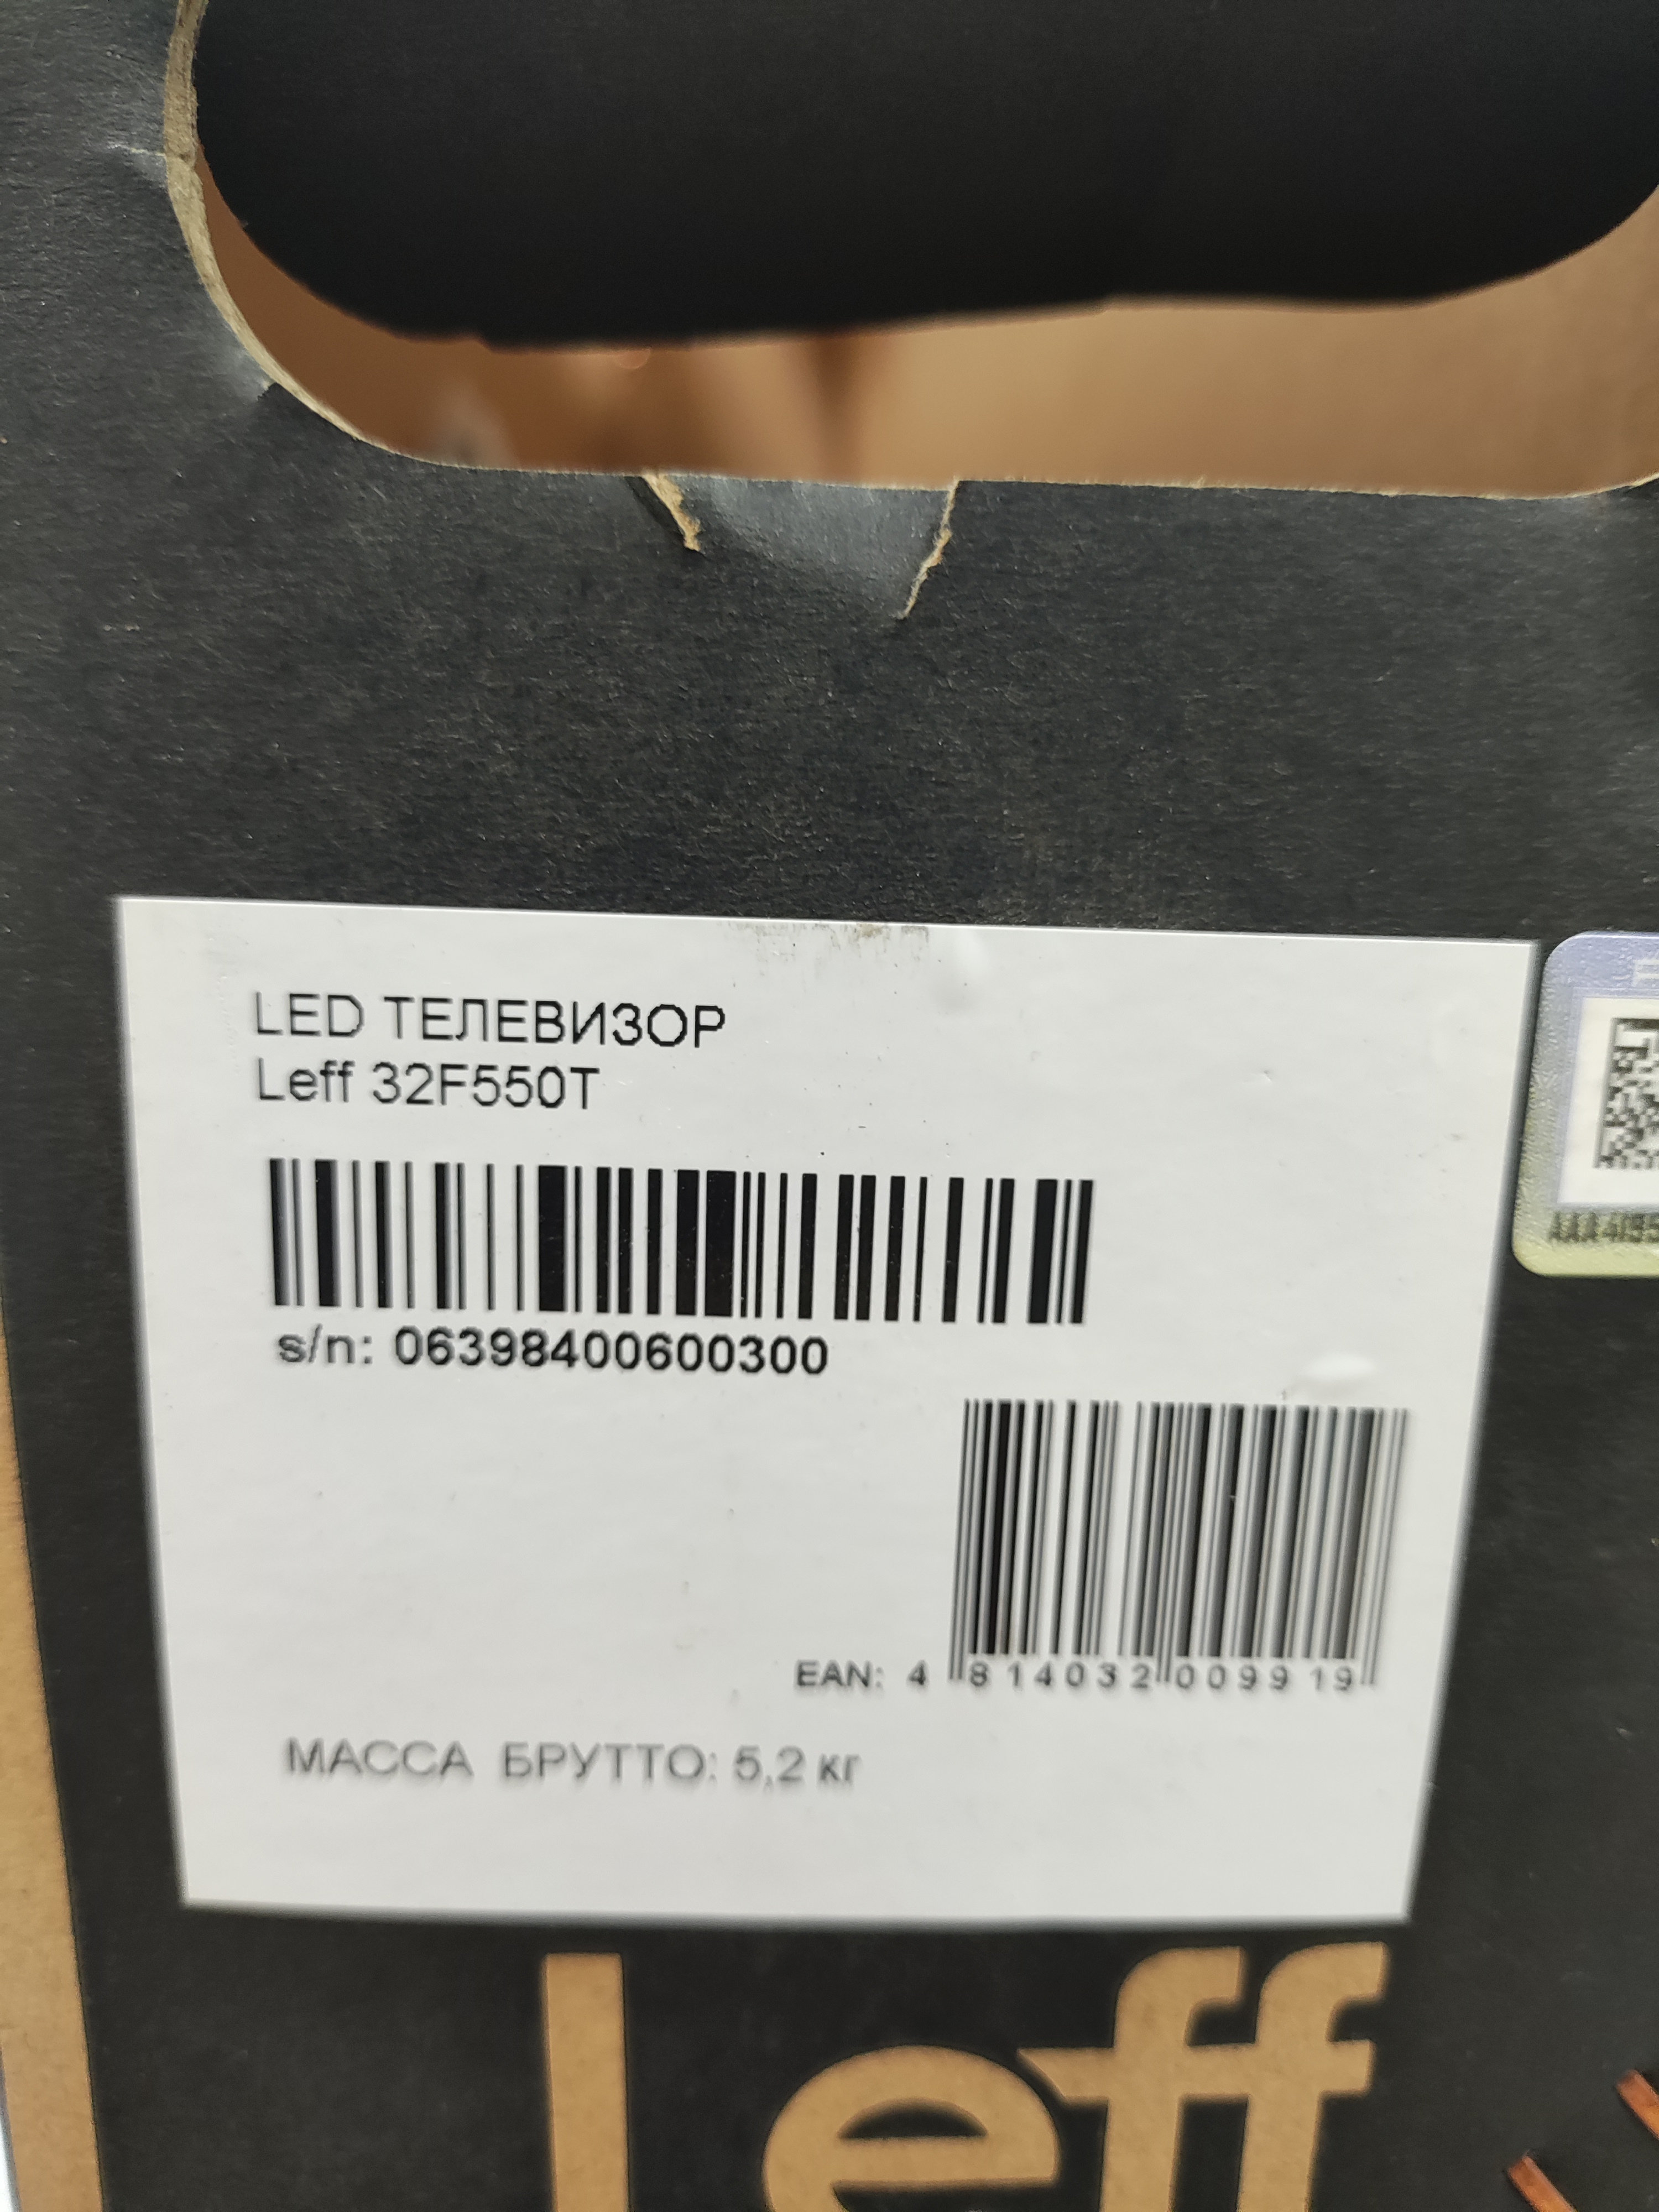 LED ТЕЛЕВИЗОР
Leff 32F550T
s/n: 06398400600300
EAN: 4 814032 009919
МАССА БРУТТО: 5,2 кг
Leff